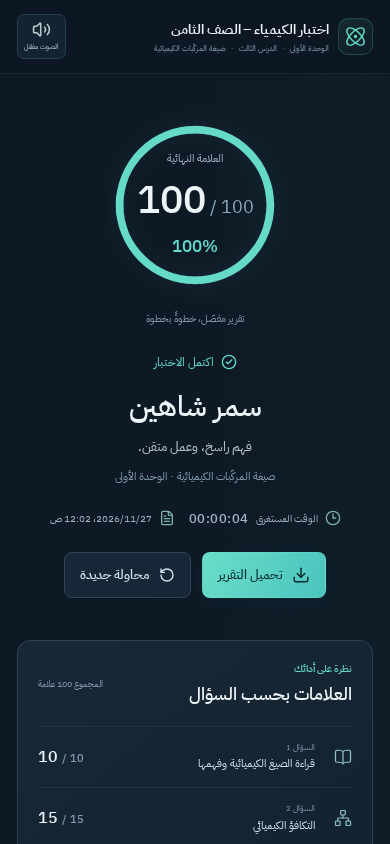 اختبار الكيمياء – الصف الثامن
الوحدة الأولى · الدرس الثالث · صيغة المركّبات الكيميائية
الصوت مفعّل
العلامة النهائية
100 / 100
100%
تقرير مفصّل، خطوةً بخطوة
اكتمل الاختبار
سمر شاهين
فهم راسخ، وعمل متقن.
صيغة المركّبات الكيميائية · الوحدة الأولى
الوقت المستغرق 00:00:04
2026/11/27، 12:02 ص
تحميل التقرير
محاولة جديدة
نظرة على أدائك
العلامات بحسب السؤال
المجموع 100 علامة
السؤال 1
قراءة الصيغ الكيميائية وفهمها
10 / 10
السؤال 2
التكافؤ الكيميائي
15 / 15